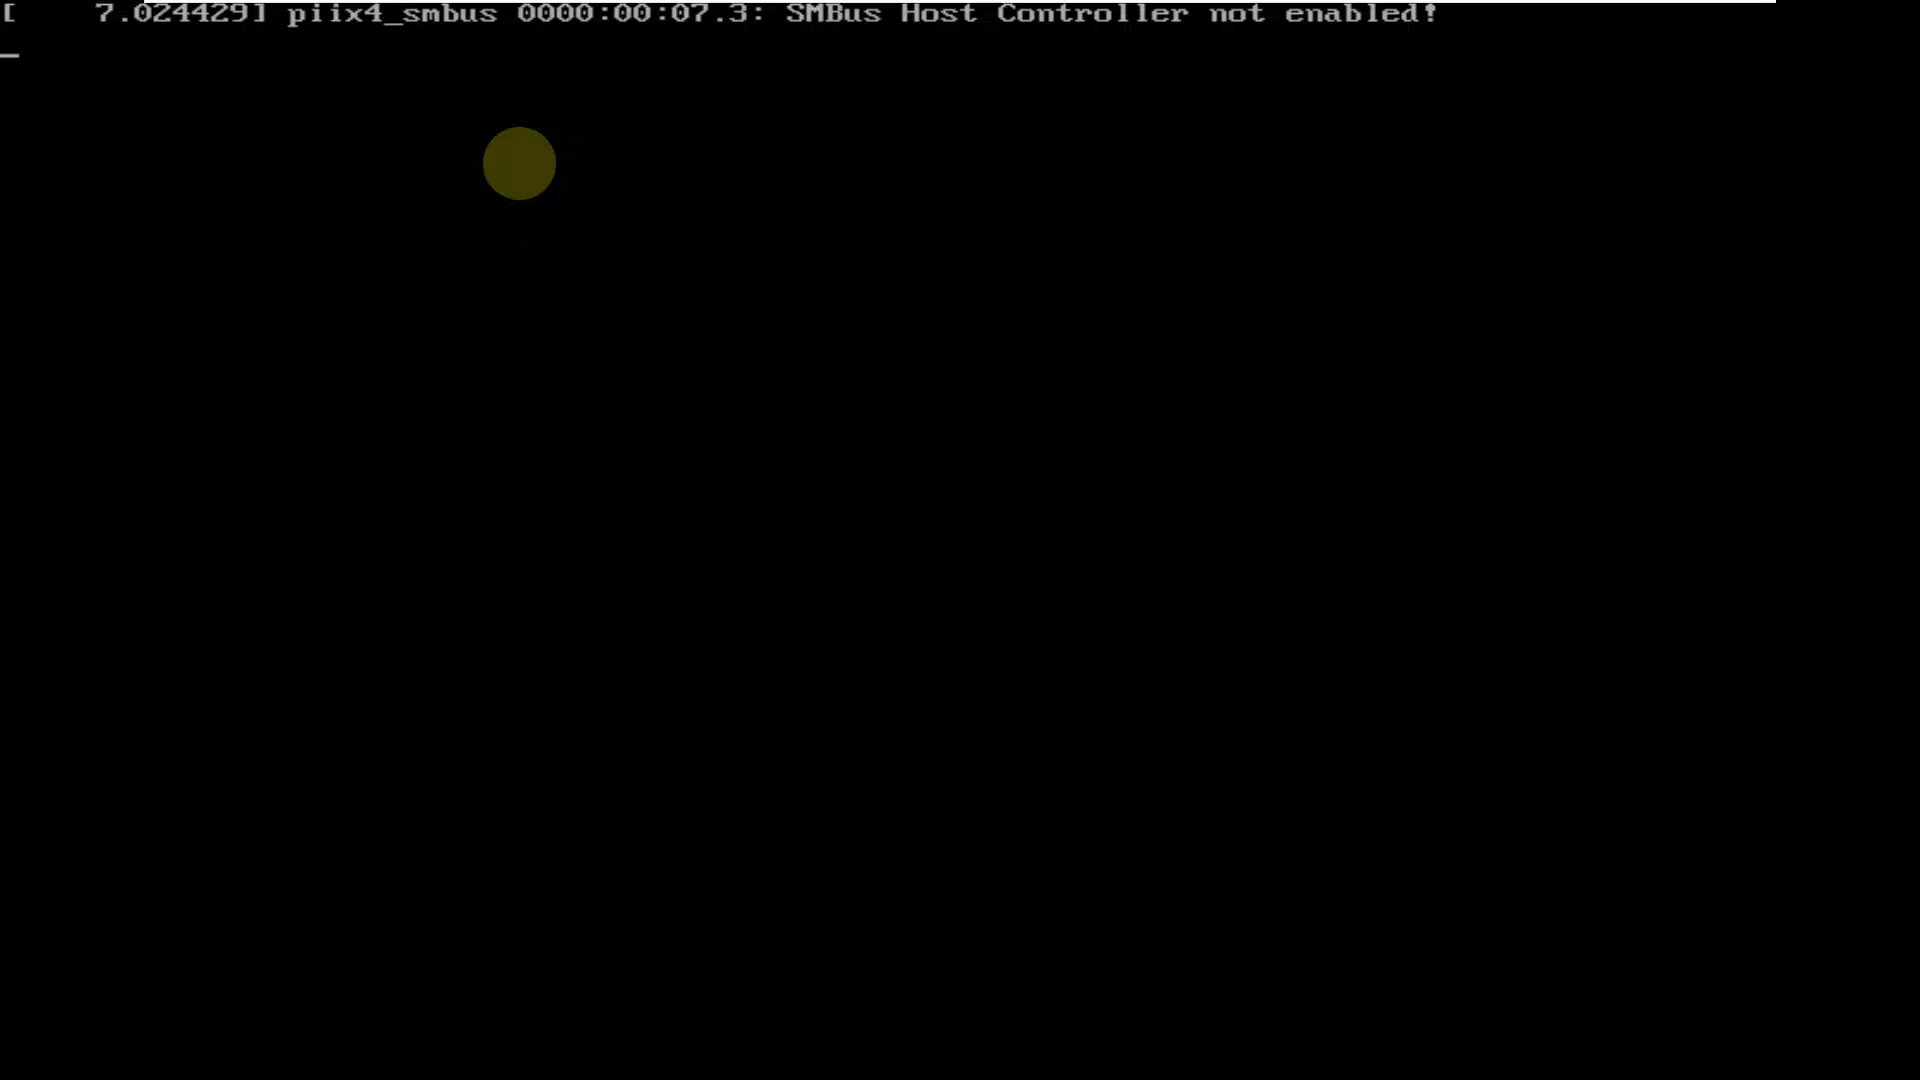 [    7.024429] piix4_smbus 0000:00:07.3: SMBus Host Controller not enabled!